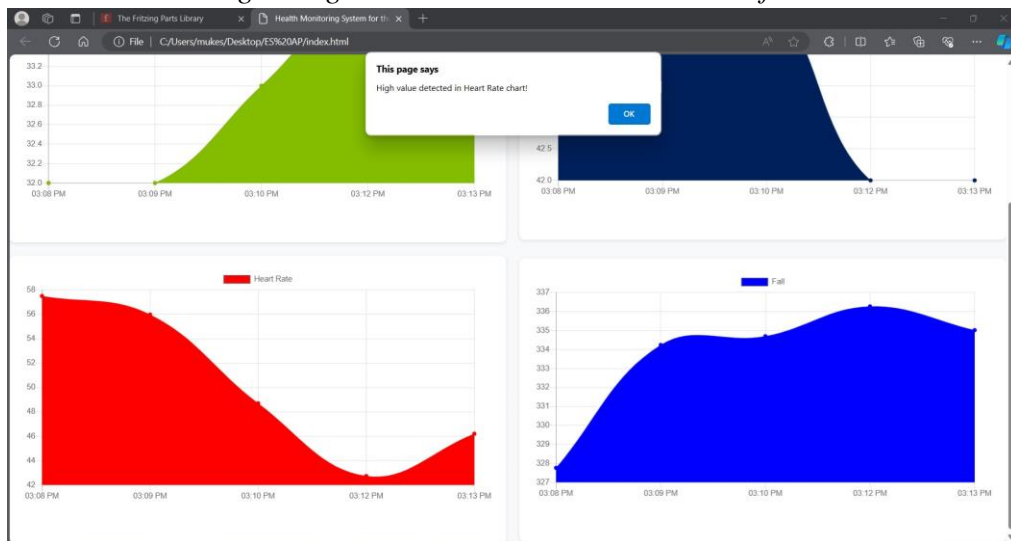 The Fritzing Parts Library
Health Monitoring System for th
File
C:/Users/mukes/Desktop/ES%20AP/index.html
This page says
High value detected in Heart Rate chart!
OK
33.2
33.0
32.8
32.6
32.4
32.2
32.0
03:08 PM 03:09 PM 03:10 PM 03:12 PM 03:13 PM
42.5
42.0
03:08 PM 03:09 PM 03:10 PM 03:12 PM 03:13 PM
Heart Rate
58
56
54
52
50
48
46
44
42
03:08 PM 03:09 PM 03:10 PM 03:12 PM 03:13 PM
Fall
337
336
335
334
333
332
331
330
329
328
327
03:08 PM 03:09 PM 03:10 PM 03:12 PM 03:13 PM